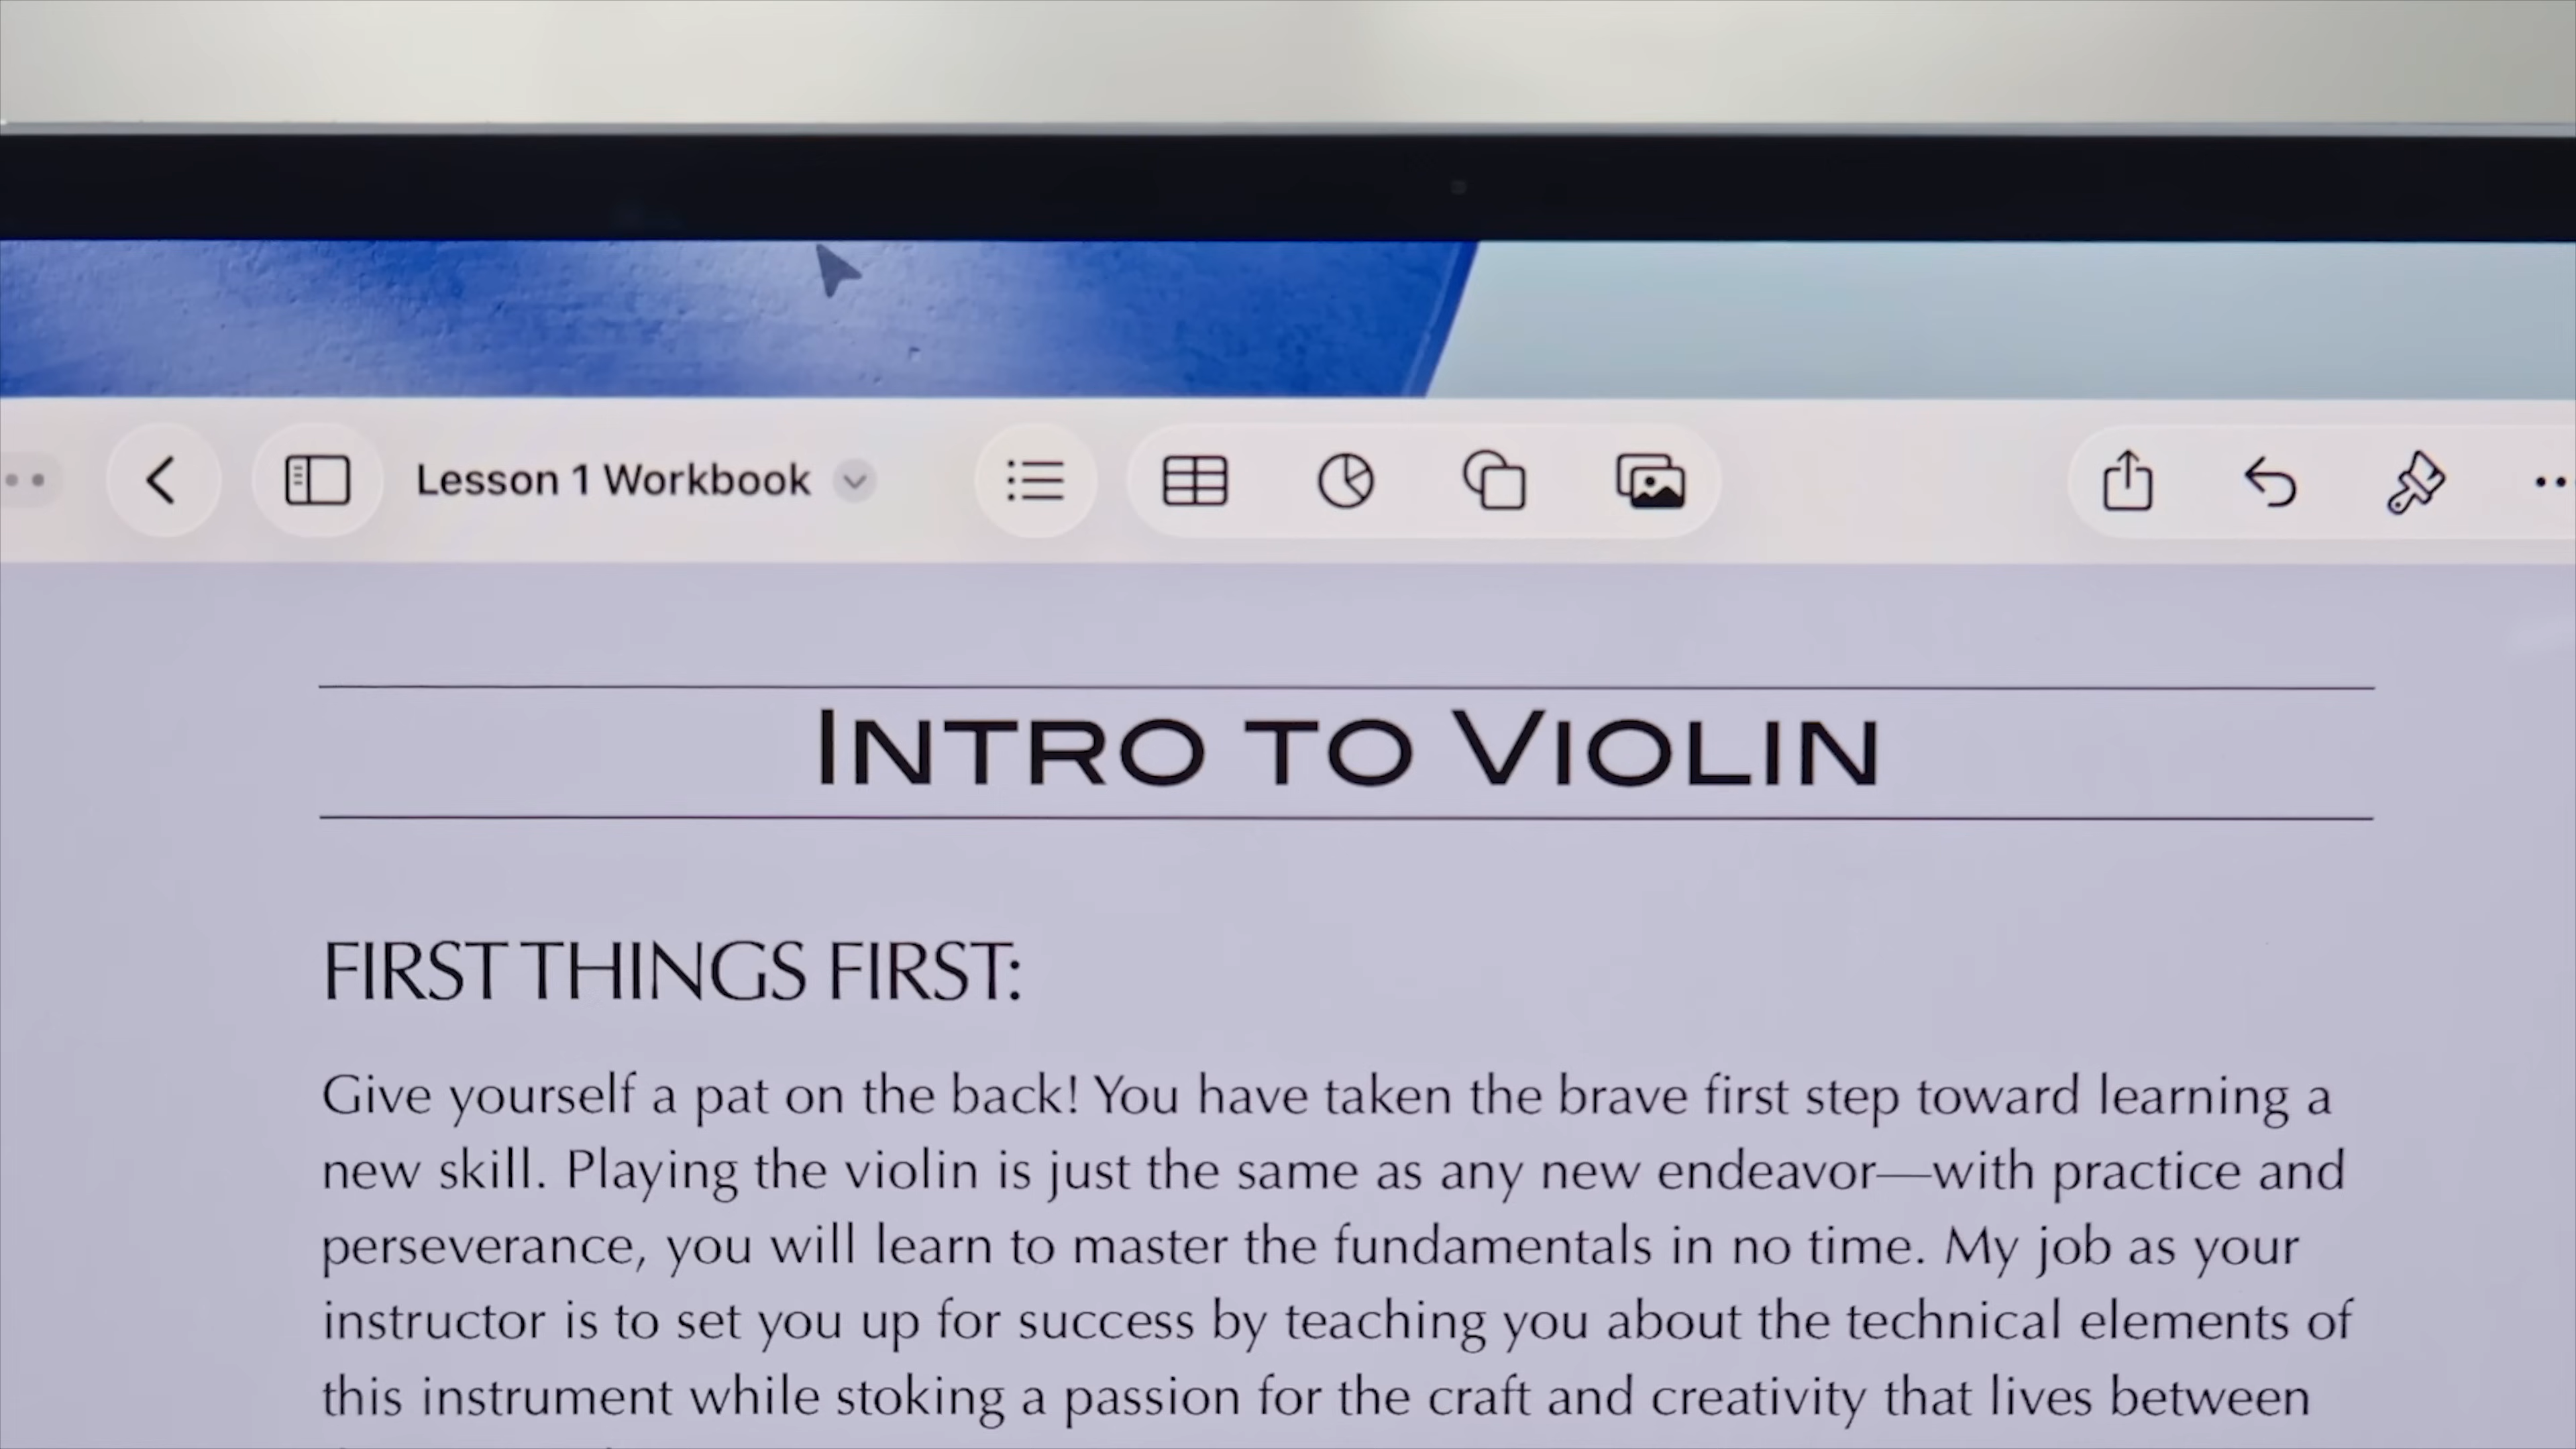 Lesson 1 Workbook
INTRO TO VIOLIN
FIRST THINGS FIRST:
Give yourself a pat on the back! You have taken the brave first step toward learning a
new skill. Playing the violin is just the same as any new endeavor—with practice and
perseverance, you will learn to master the fundamentals in no time. My job as your
instructor is to set you up for success by teaching you about the technical elements of
this instrument while stoking a passion for the craft and creativity that lives between